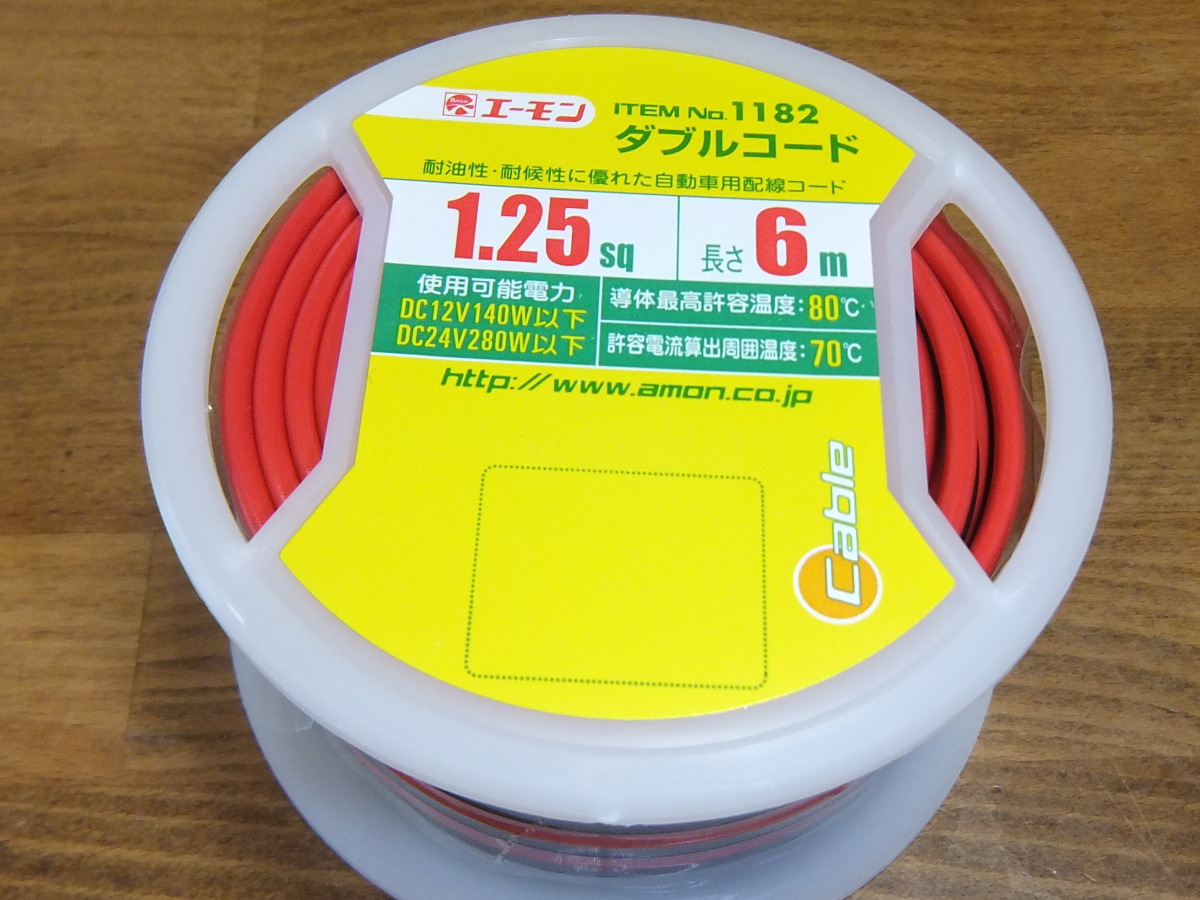 エーモン
ITEM No.1182
ダブルコード
耐油性・耐候性に優れた自動車用配線コード
1.25sq
長さ6m
使用可能電力
DC12V140W以下
DC24V280W以下
導体最高許容温度:80℃
許容電流算出周囲温度:70℃
http://www.amon.co.jp
Cable